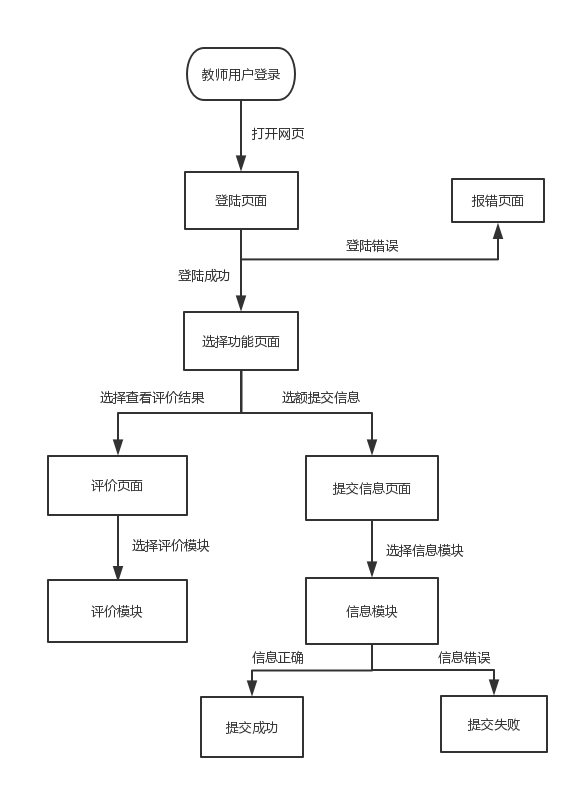 教师用户登录
打开网页
登陆页面
报错页面
登陆错误
登陆成功
选择功能页面
选择查看评价结果
选额提交信息
评价页面
提交信息页面
选择评价模块
选择信息模块
评价模块
信息模块
信息正确
信息错误
提交成功
提交失败